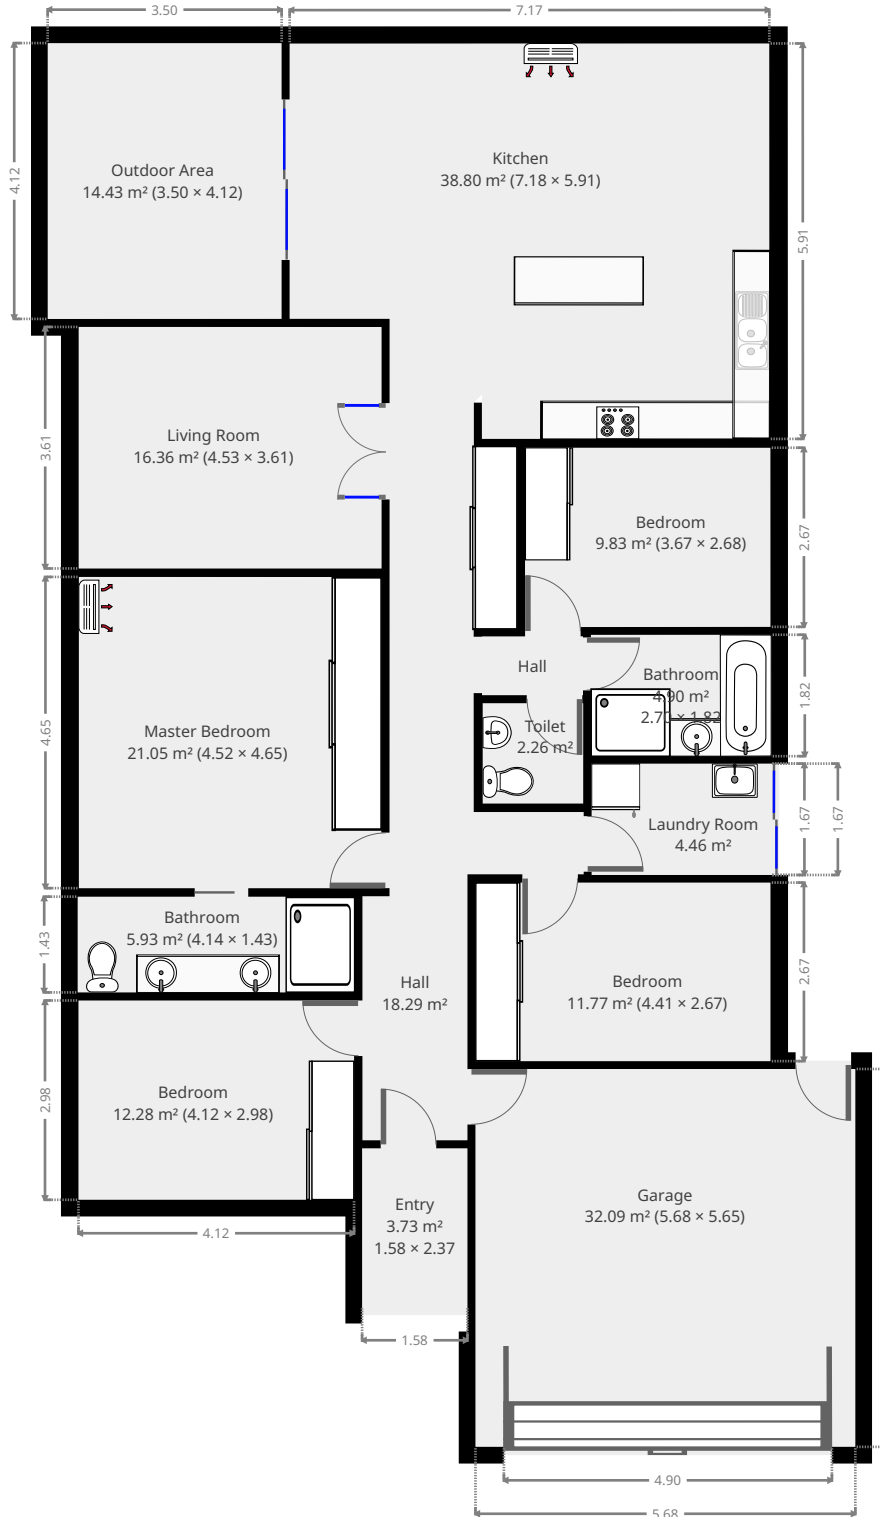 3.50
7.17
4.12
5.91
Outdoor Area
14.43 m² (3.50 × 4.12)
Kitchen
38.80 m² (7.18 × 5.91)
3.61
Living Room
16.36 m² (4.53 × 3.61)
Bedroom
9.83 m² (3.67 × 2.68)
2.67
Hall
Bathroom
4.90 m²
2.70 × 1.82
1.82
4.65
Master Bedroom
21.05 m² (4.52 × 4.65)
Toilet
2.26 m²
Laundry Room
4.46 m²
1.67
1.67
1.43
Bathroom
5.93 m² (4.14 × 1.43)
Hall
18.29 m²
Bedroom
11.77 m² (4.41 × 2.67)
2.67
2.98
Bedroom
12.28 m² (4.12 × 2.98)
Entry
3.73 m²
1.58 × 2.37
Garage
32.09 m² (5.68 × 5.65)
4.12
1.58
4.90
5.68